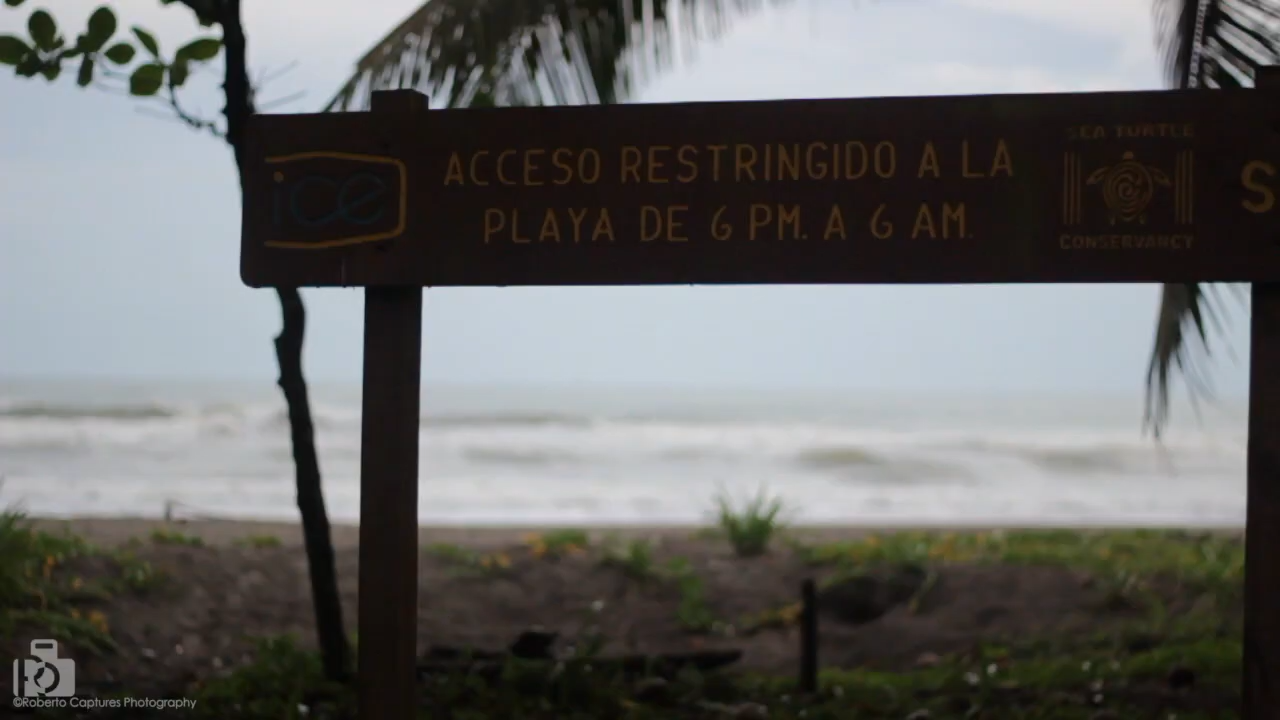 ice
ACCESO RESTRINGIDO A LA
PLAYA DE 6 PM. A 6 AM.
SEA TURTLE
CONSERVANCY
S
©Roberto Captures Photography